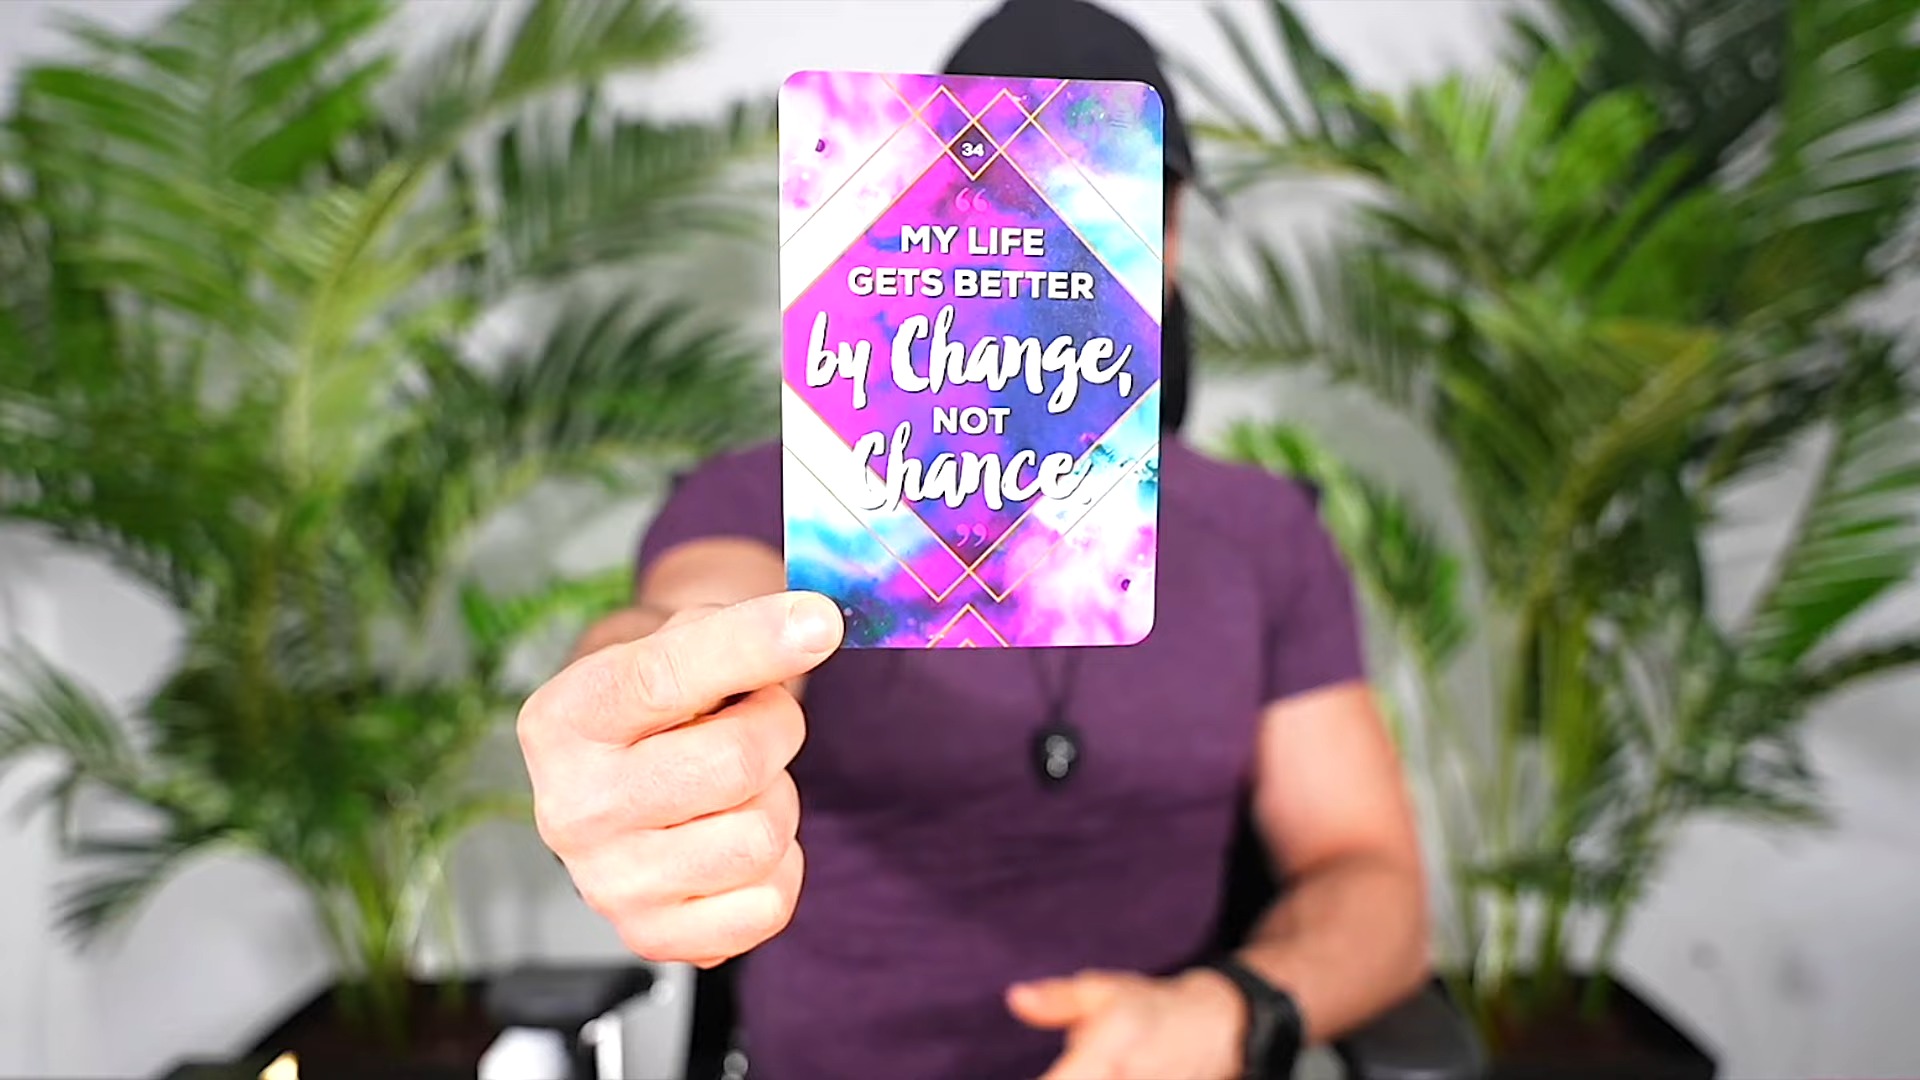 34
“
MY LIFE
GETS BETTER
by Change,
NOT
Chance.
”